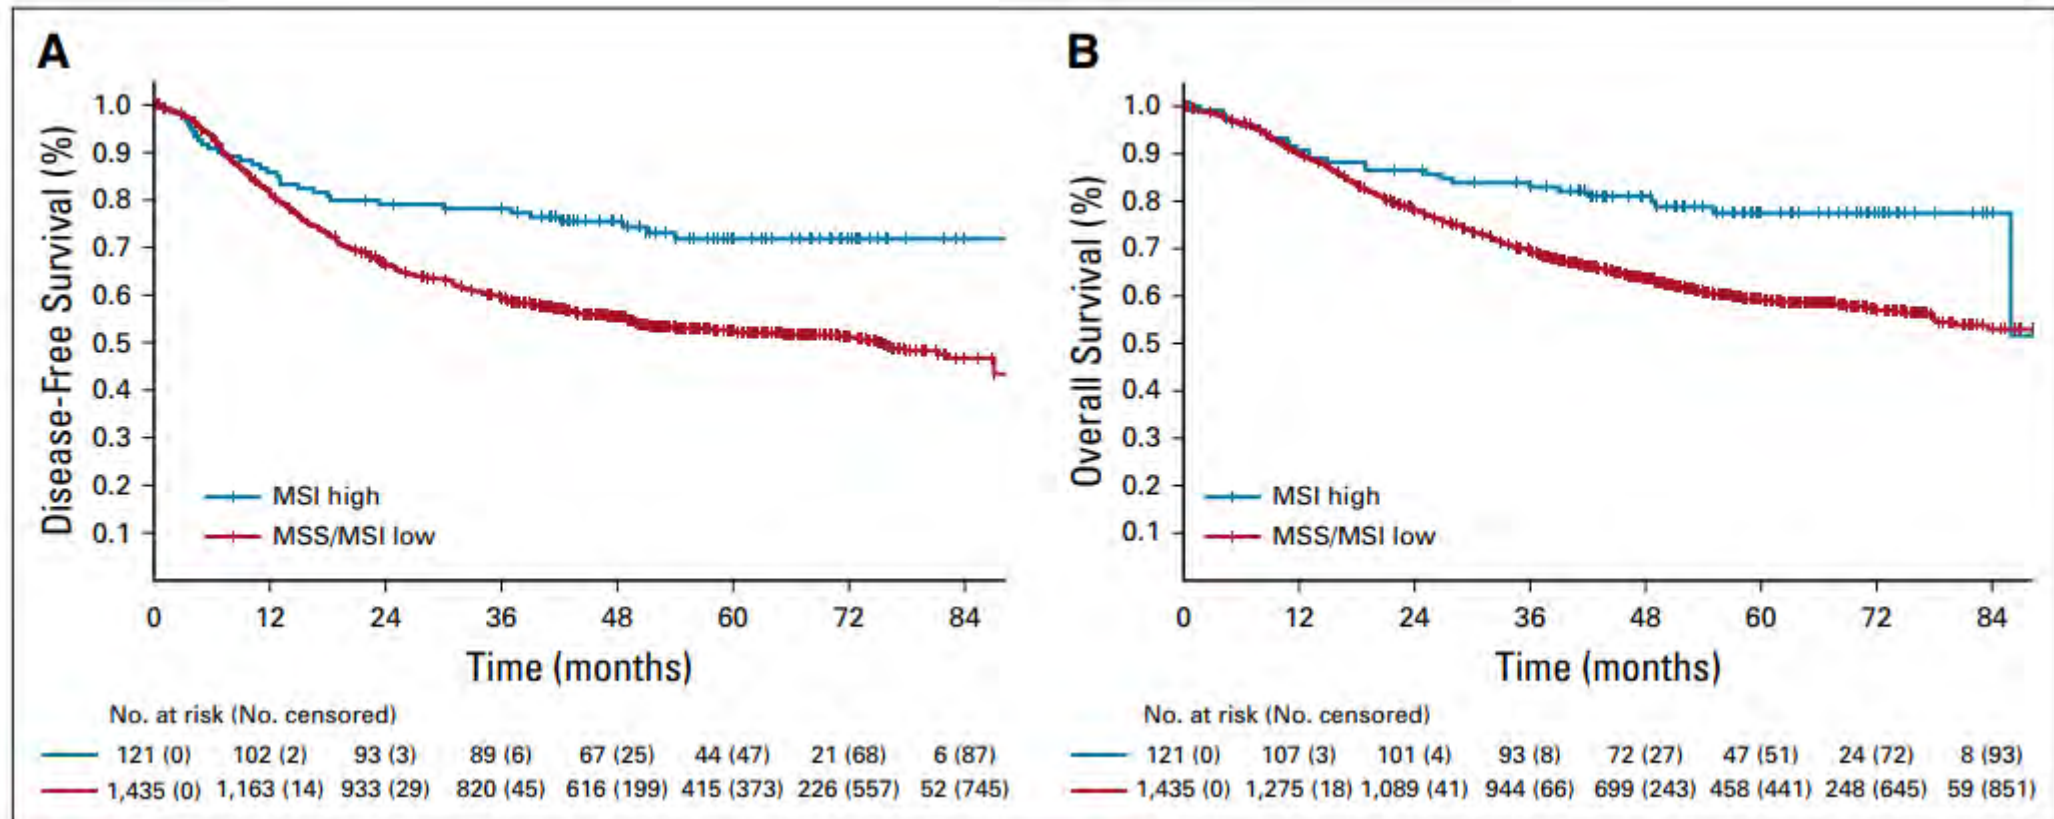 A
Disease-Free Survival (%)
1.0
0.9
0.8
0.7
0.6
0.5
0.4
0.3
0.2
0.1
MSI high
MSS/MSI low
0 12 24 36 48 60 72 84
Time (months)
No. at risk (No. censored)
121 (0) 102 (2) 93 (3) 89 (6) 67 (25) 44 (47) 21 (68) 6 (87)
1,435 (0) 1,163 (14) 933 (29) 820 (45) 616 (199) 415 (373) 226 (557) 52 (745)
B
Overall Survival (%)
1.0
0.9
0.8
0.7
0.6
0.5
0.4
0.3
0.2
0.1
MSI high
MSS/MSI low
0 12 24 36 48 60 72 84
Time (months)
No. at risk (No. censored)
121 (0) 107 (3) 101 (4) 93 (8) 72 (27) 47 (51) 24 (72) 8 (93)
1,435 (0) 1,275 (18) 1,089 (41) 944 (66) 699 (243) 458 (441) 248 (645) 59 (851)